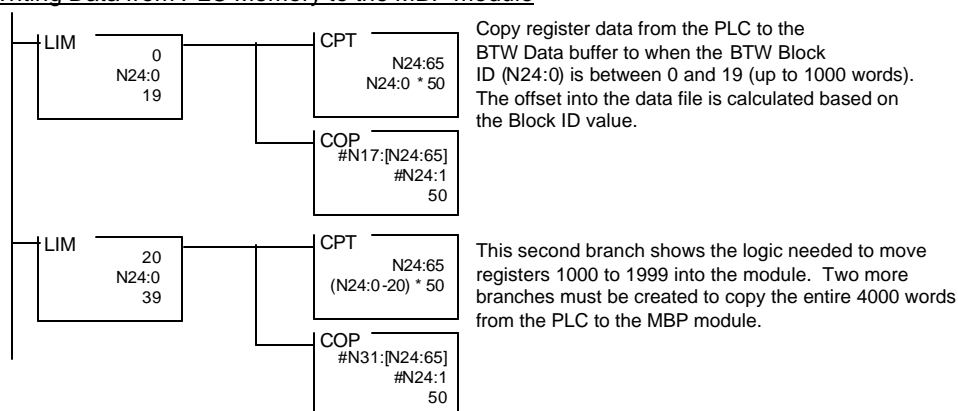 Writing Data from PLC Memory to the MBP Module
LIM
0
N24:0
19
CPT
N24:65
N24:0 * 50
COP
#N17:[N24:65]
#N24:1
50
Copy register data from the PLC to the
BTW Data buffer to when the BTW Block
ID (N24:0) is between 0 and 19 (up to 1000 words).
The offset into the data file is calculated based on
the Block ID value.
LIM
20
N24:0
39
CPT
N24:65
(N24:0-20) * 50
COP
#N31:[N24:65]
#N24:1
50
This second branch shows the logic needed to move
registers 1000 to 1999 into the module. Two more
branches must be created to copy the entire 4000 words
from the PLC to the MBP module.